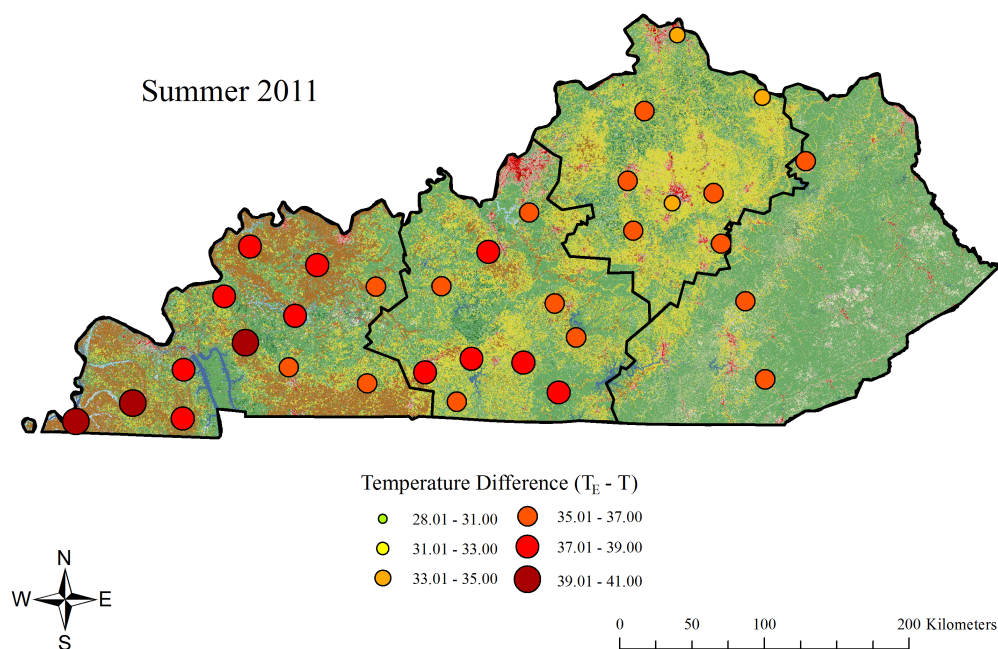 Summer 2011
Temperature Difference (T_E - T)
28.01 - 31.00
31.01 - 33.00
33.01 - 35.00
35.01 - 37.00
37.01 - 39.00
39.01 - 41.00
N
W E
S
0 50 100 200 Kilometers